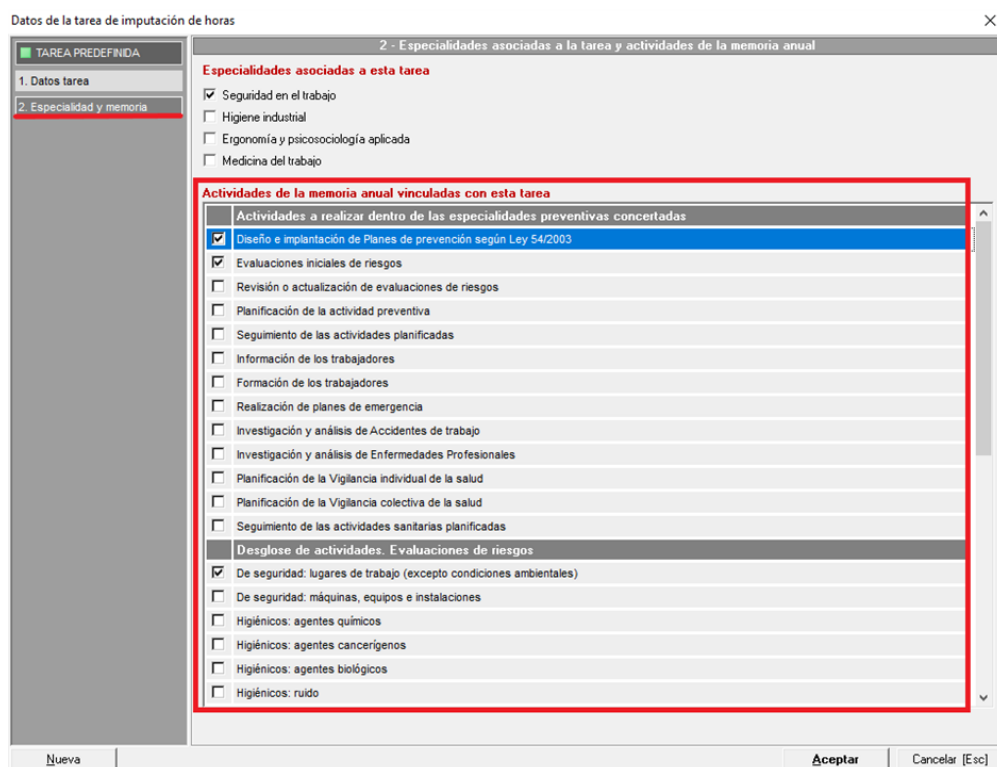 Datos de la tarea de imputación de horas
TAREA PREDEFINIDA
1. Datos tarea
2. Especialidad y memoria
2 - Especialidades asociadas a la tarea y actividades de la memoria anual
Especialidades asociadas a esta tarea
Seguridad en el trabajo
Higiene industrial
Ergonomía y psicosociología aplicada
Medicina del trabajo
Actividades de la memoria anual vinculadas con esta tarea
Actividades a realizar dentro de las especialidades preventivas concertadas
Diseño e implantación de Planes de prevención según Ley 54/2003
Evaluaciones iniciales de riesgos
Revisión o actualización de evaluaciones de riesgos
Planificación de la actividad preventiva
Seguimiento de las actividades planificadas
Información de los trabajadores
Formación de los trabajadores
Realización de planes de emergencia
Investigación y análisis de Accidentes de trabajo
Investigación y análisis de Enfermedades Profesionales
Planificación de la Vigilancia individual de la salud
Planificación de la Vigilancia colectiva de la salud
Seguimiento de las actividades sanitarias planificadas
Desglose de actividades. Evaluaciones de riesgos
De seguridad: lugares de trabajo (excepto condiciones ambientales)
De seguridad: máquinas, equipos e instalaciones
Higiénicos: agentes químicos
Higiénicos: agentes cancerígenos
Higiénicos: agentes biológicos
Higiénicos: ruido
Nueva
Aceptar
Cancelar [Esc]